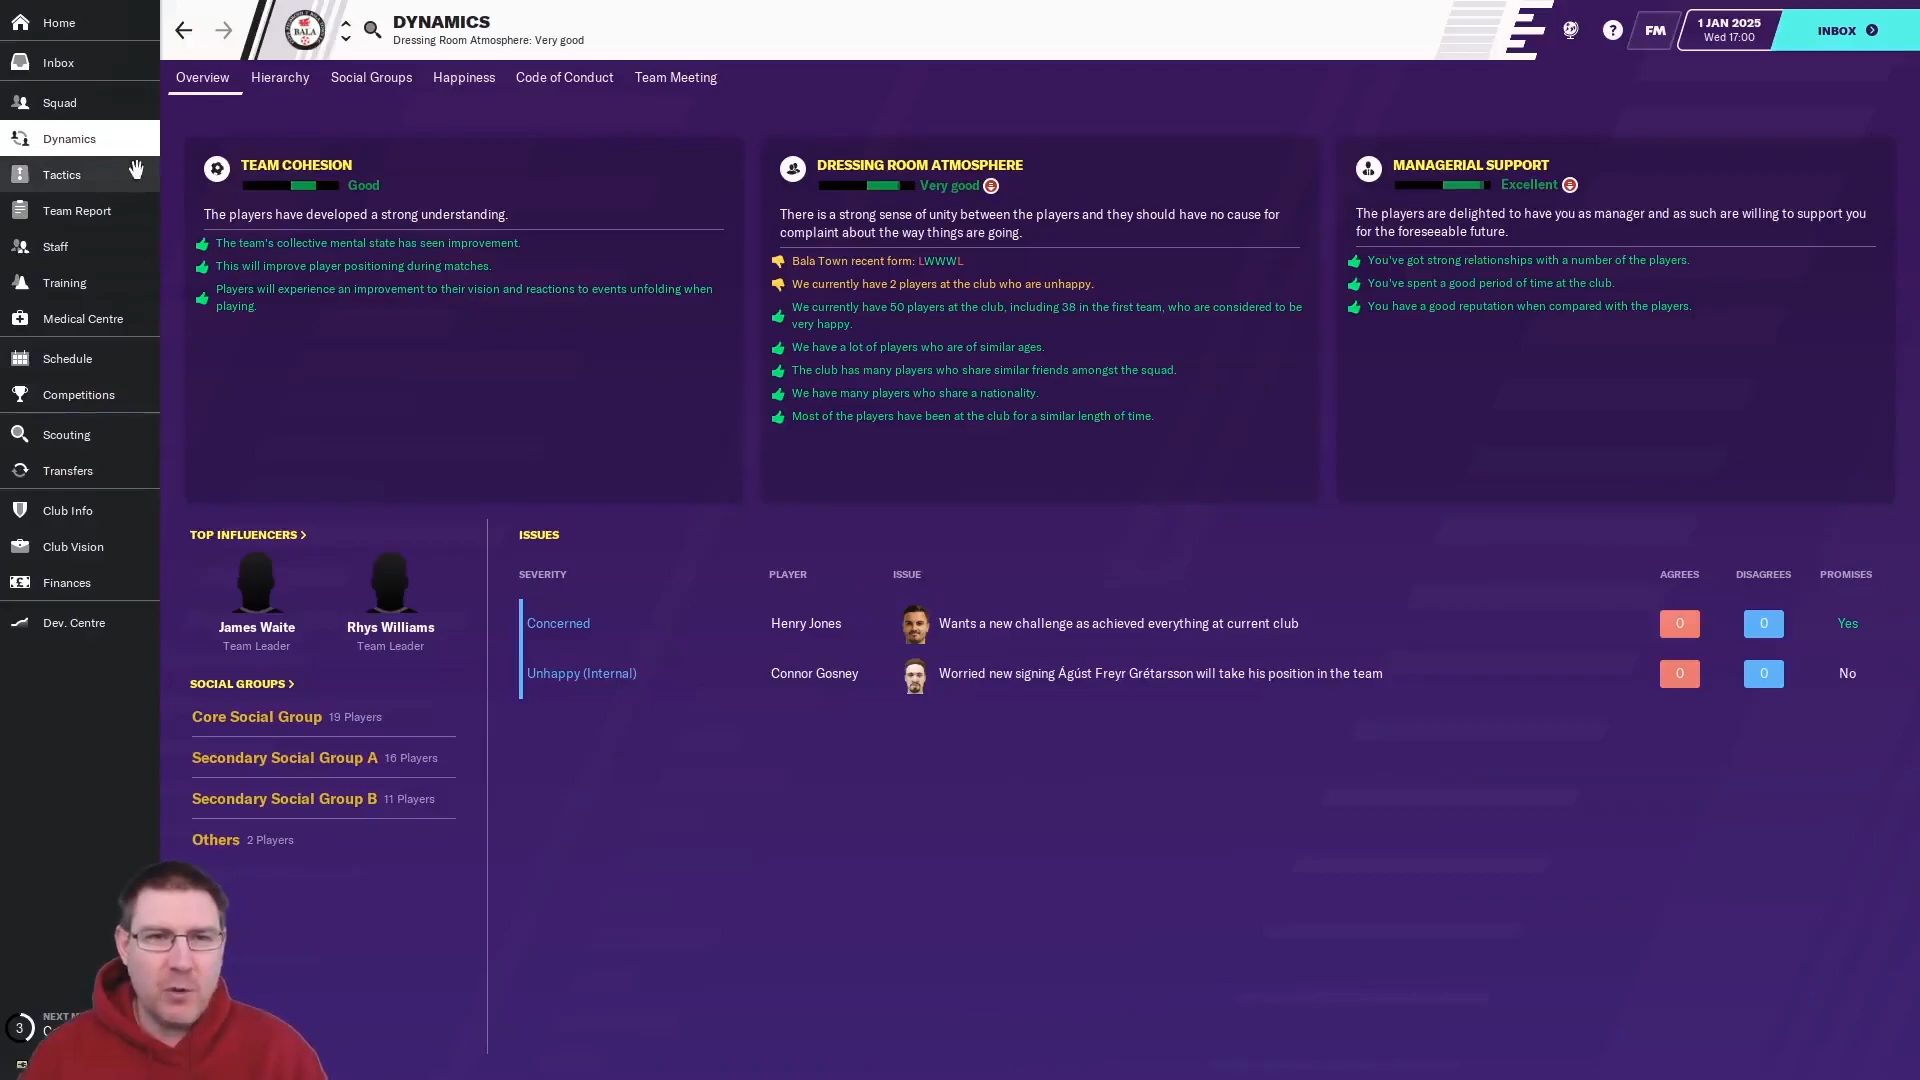 Home
Inbox
Squad
Dynamics
Tactics
Team Report
Staff
Training
Medical Centre
Schedule
Competitions
Scouting
Transfers
Club Info
Club Vision
Finances
Dev. Centre
3
NEXT M
BALA
DYNAMICS
Dressing Room Atmosphere: Very good
?
FM
1 JAN 2025
Wed 17:00
INBOX
Overview
Hierarchy
Social Groups
Happiness
Code of Conduct
Team Meeting
TEAM COHESION
Good
The players have developed a strong understanding.
The team's collective mental state has seen improvement.
This will improve player positioning during matches.
Players will experience an improvement to their vision and reactions to events unfolding when
playing.
DRESSING ROOM ATMOSPHERE
Very good
There is a strong sense of unity between the players and they should have no cause for
complaint about the way things are going.
Bala Town recent form: LWWWL
We currently have 2 players at the club who are unhappy.
We currently have 50 players at the club, including 38 in the first team, who are considered to be
very happy.
We have a lot of players who are of similar ages.
The club has many players who share similar friends amongst the squad.
We have many players who share a nationality.
Most of the players have been at the club for a similar length of time.
MANAGERIAL SUPPORT
Excellent
The players are delighted to have you as manager and as such are willing to support you
for the foreseeable future.
You've got strong relationships with a number of the players.
You've spent a good period of time at the club.
You have a good reputation when compared with the players.
TOP INFLUENCERS >
James Waite
Team Leader
Rhys Williams
Team Leader
SOCIAL GROUPS >
Core Social Group 19 Players
Secondary Social Group A 16 Players
Secondary Social Group B 11 Players
Others 2 Players
ISSUES
SEVERITY PLAYER ISSUE AGREES DISAGREES PROMISES
Concerned Henry Jones Wants a new challenge as achieved everything at current club 0 0 Yes
Unhappy (Internal) Connor Gosney Worried new signing Ágúst Freyr Grétarsson will take his position in the team 0 0 No